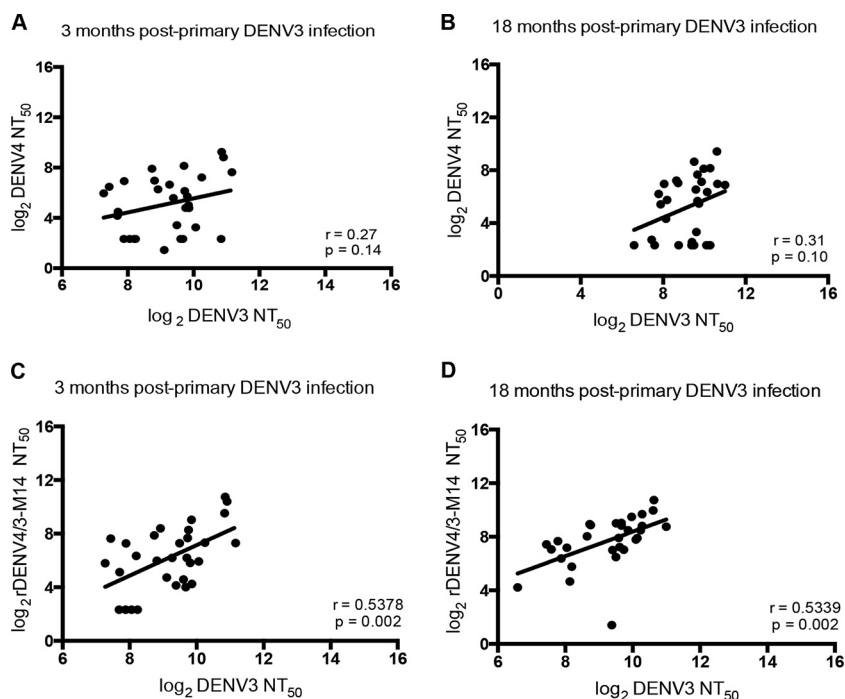 A
3 months post-primary DENV3 infection
log2 DENV4 NT50
16
12
8
4
0
6
8
10
12
14
16
r = 0.27
p = 0.14
log2 DENV3 NT50
B
18 months post-primary DENV3 infection
log2 DENV4 NT50
16
12
8
4
0
0
4
8
12
16
r = 0.31
p = 0.10
log2 DENV3 NT50
C
3 months post-primary DENV3 infection
log2 rDENV4/3-M14 NT50
16
12
8
4
0
6
8
10
12
14
16
r = 0.5378
p = 0.002
log2 DENV3 NT50
D
18 months post-primary DENV3 infection
log2 rDENV4/3-M14 NT50
16
12
8
4
0
6
8
10
12
14
16
r = 0.5339
p = 0.002
log2 DENV3 NT50